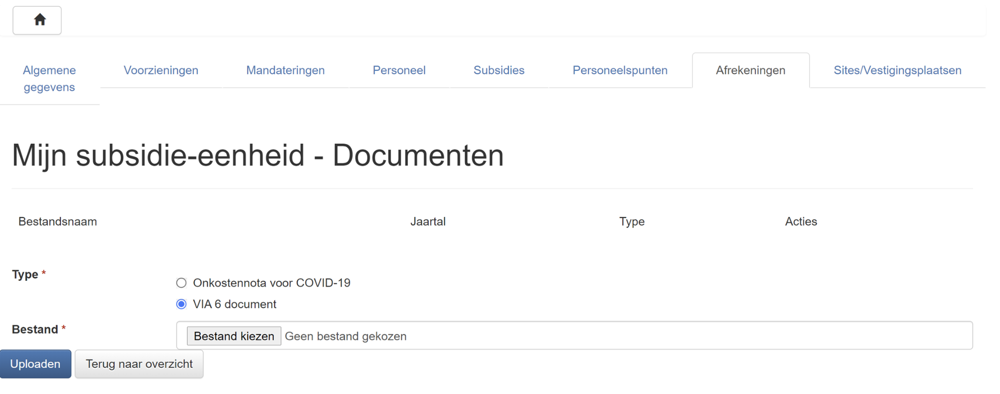 Algemene gegevens
Voorzieningen
Mandateringen
Personeel
Subsidies
Personeelspunten
Afrekeningen
Sites/Vestigingsplaatsen
Mijn subsidie-eenheid - Documenten
Bestandsnaam Jaartal Type Acties
Type *
Onkostennota voor COVID-19
VIA 6 document
Bestand *
Bestand kiezen Geen bestand gekozen
Uploaden Terug naar overzicht